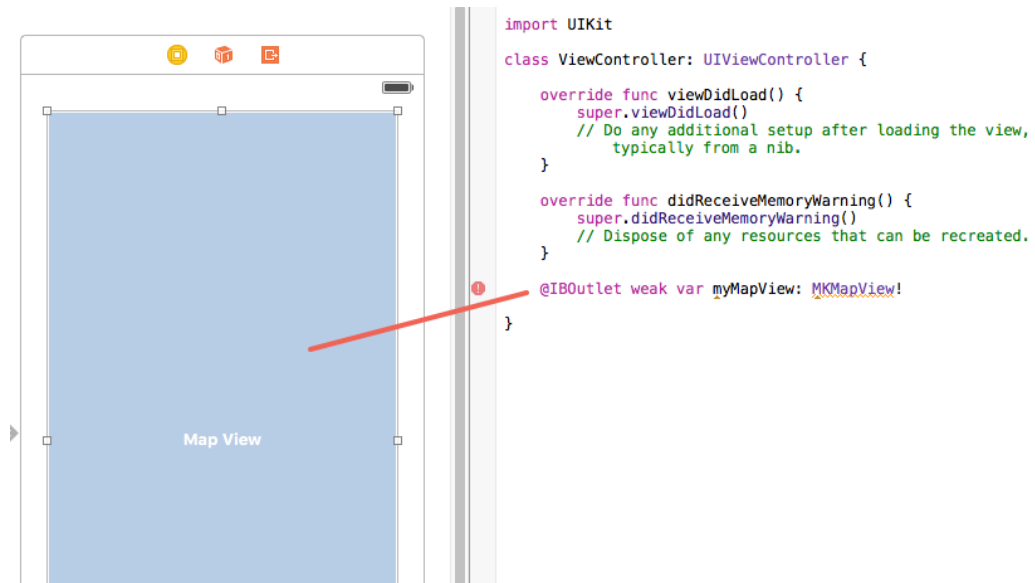 import UIKit
class ViewController: UIViewController {
override func viewDidLoad() {
super.viewDidLoad()
// Do any additional setup after loading the view,
typically from a nib.
}
override func didReceiveMemoryWarning() {
super.didReceiveMemoryWarning()
// Dispose of any resources that can be recreated.
}
@IBOutlet weak var myMapView: MKMapView!
}
Map View